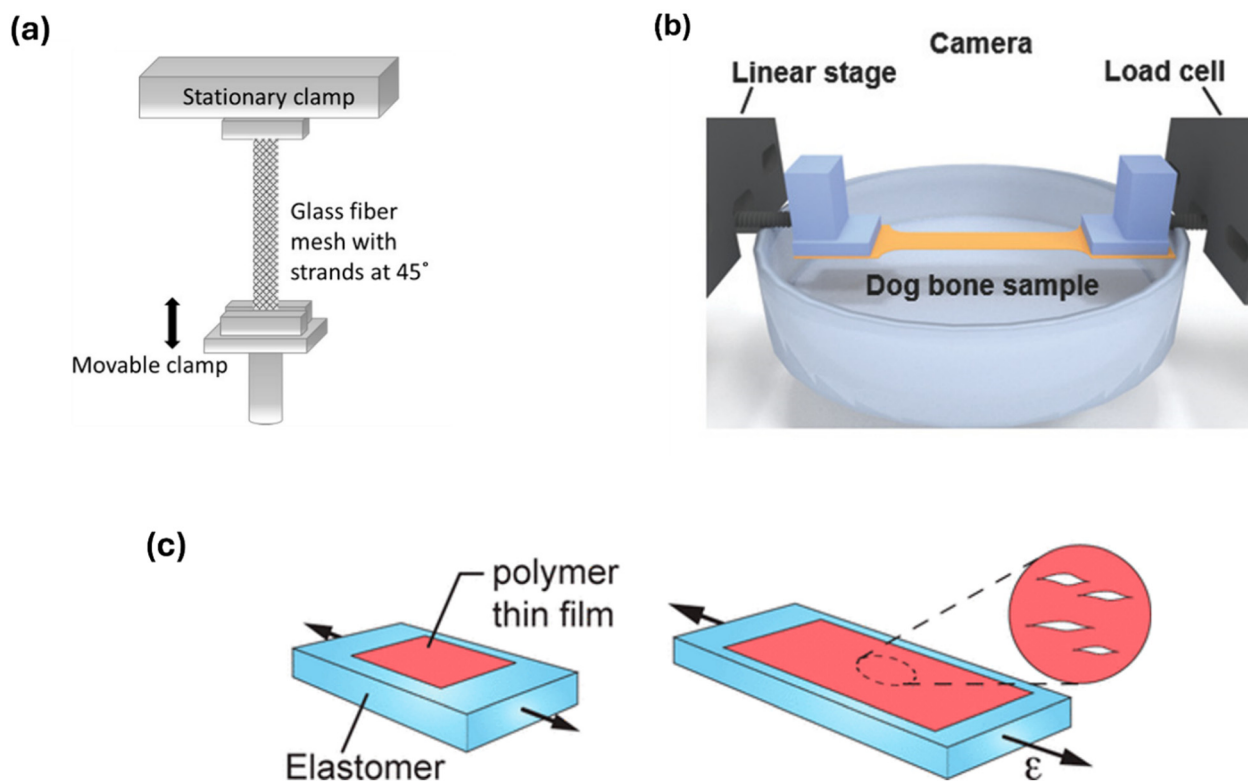 (a)
Stationary clamp
Glass fiber
mesh with
strands at 45˚
Movable clamp
(b)
Camera
Linear stage
Load cell
Dog bone sample
(c)
polymer
thin film
Elastomer
ε